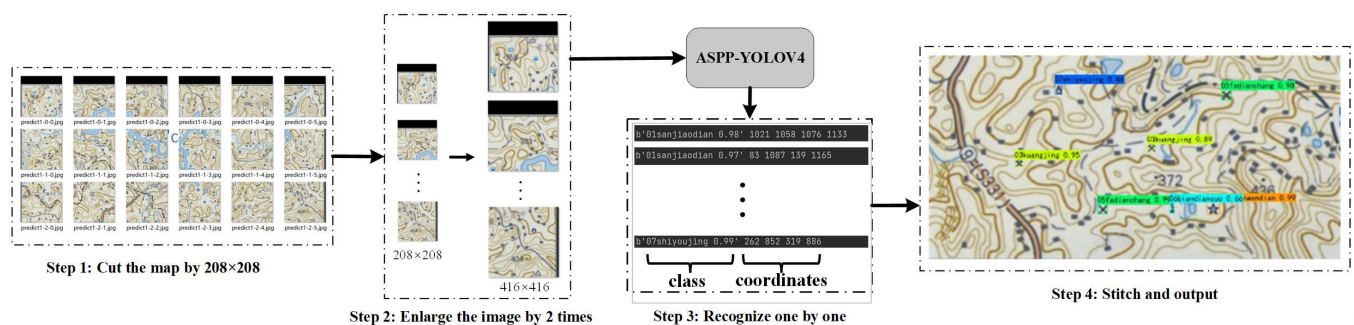 predict1-0-0.jpg predict1-0-1.jpg predict1-0-2.jpg predict1-0-3.jpg predict1-0-4.jpg predict1-0-5.jpg
predict1-1-0.jpg predict1-1-1.jpg predict1-1-2.jpg predict1-1-3.jpg predict1-1-4.jpg predict1-1-5.jpg
predict1-2-0.jpg predict1-2-1.jpg predict1-2-2.jpg predict1-2-3.jpg predict1-2-4.jpg predict1-2-5.jpg
Step 1: Cut the map by 208×208
208×208
416×416
Step 2: Enlarge the image by 2 times
ASPP-YOLOV4
b'01sanjiaodian 0.98' 1021 1058 1076 1133
b'01sanjiaodian 0.97' 83 1087 139 1165
b'07shiyoujing 0.99' 262 852 319 886
class coordinates
Step 3: Recognize one by one
07shiyoujing
05fadianchang 0.98
03kuangjing 0.89
03kuangjing 0.95
372
05fadianchang
06biandiansuo 0.66
Step 4: Stitch and output